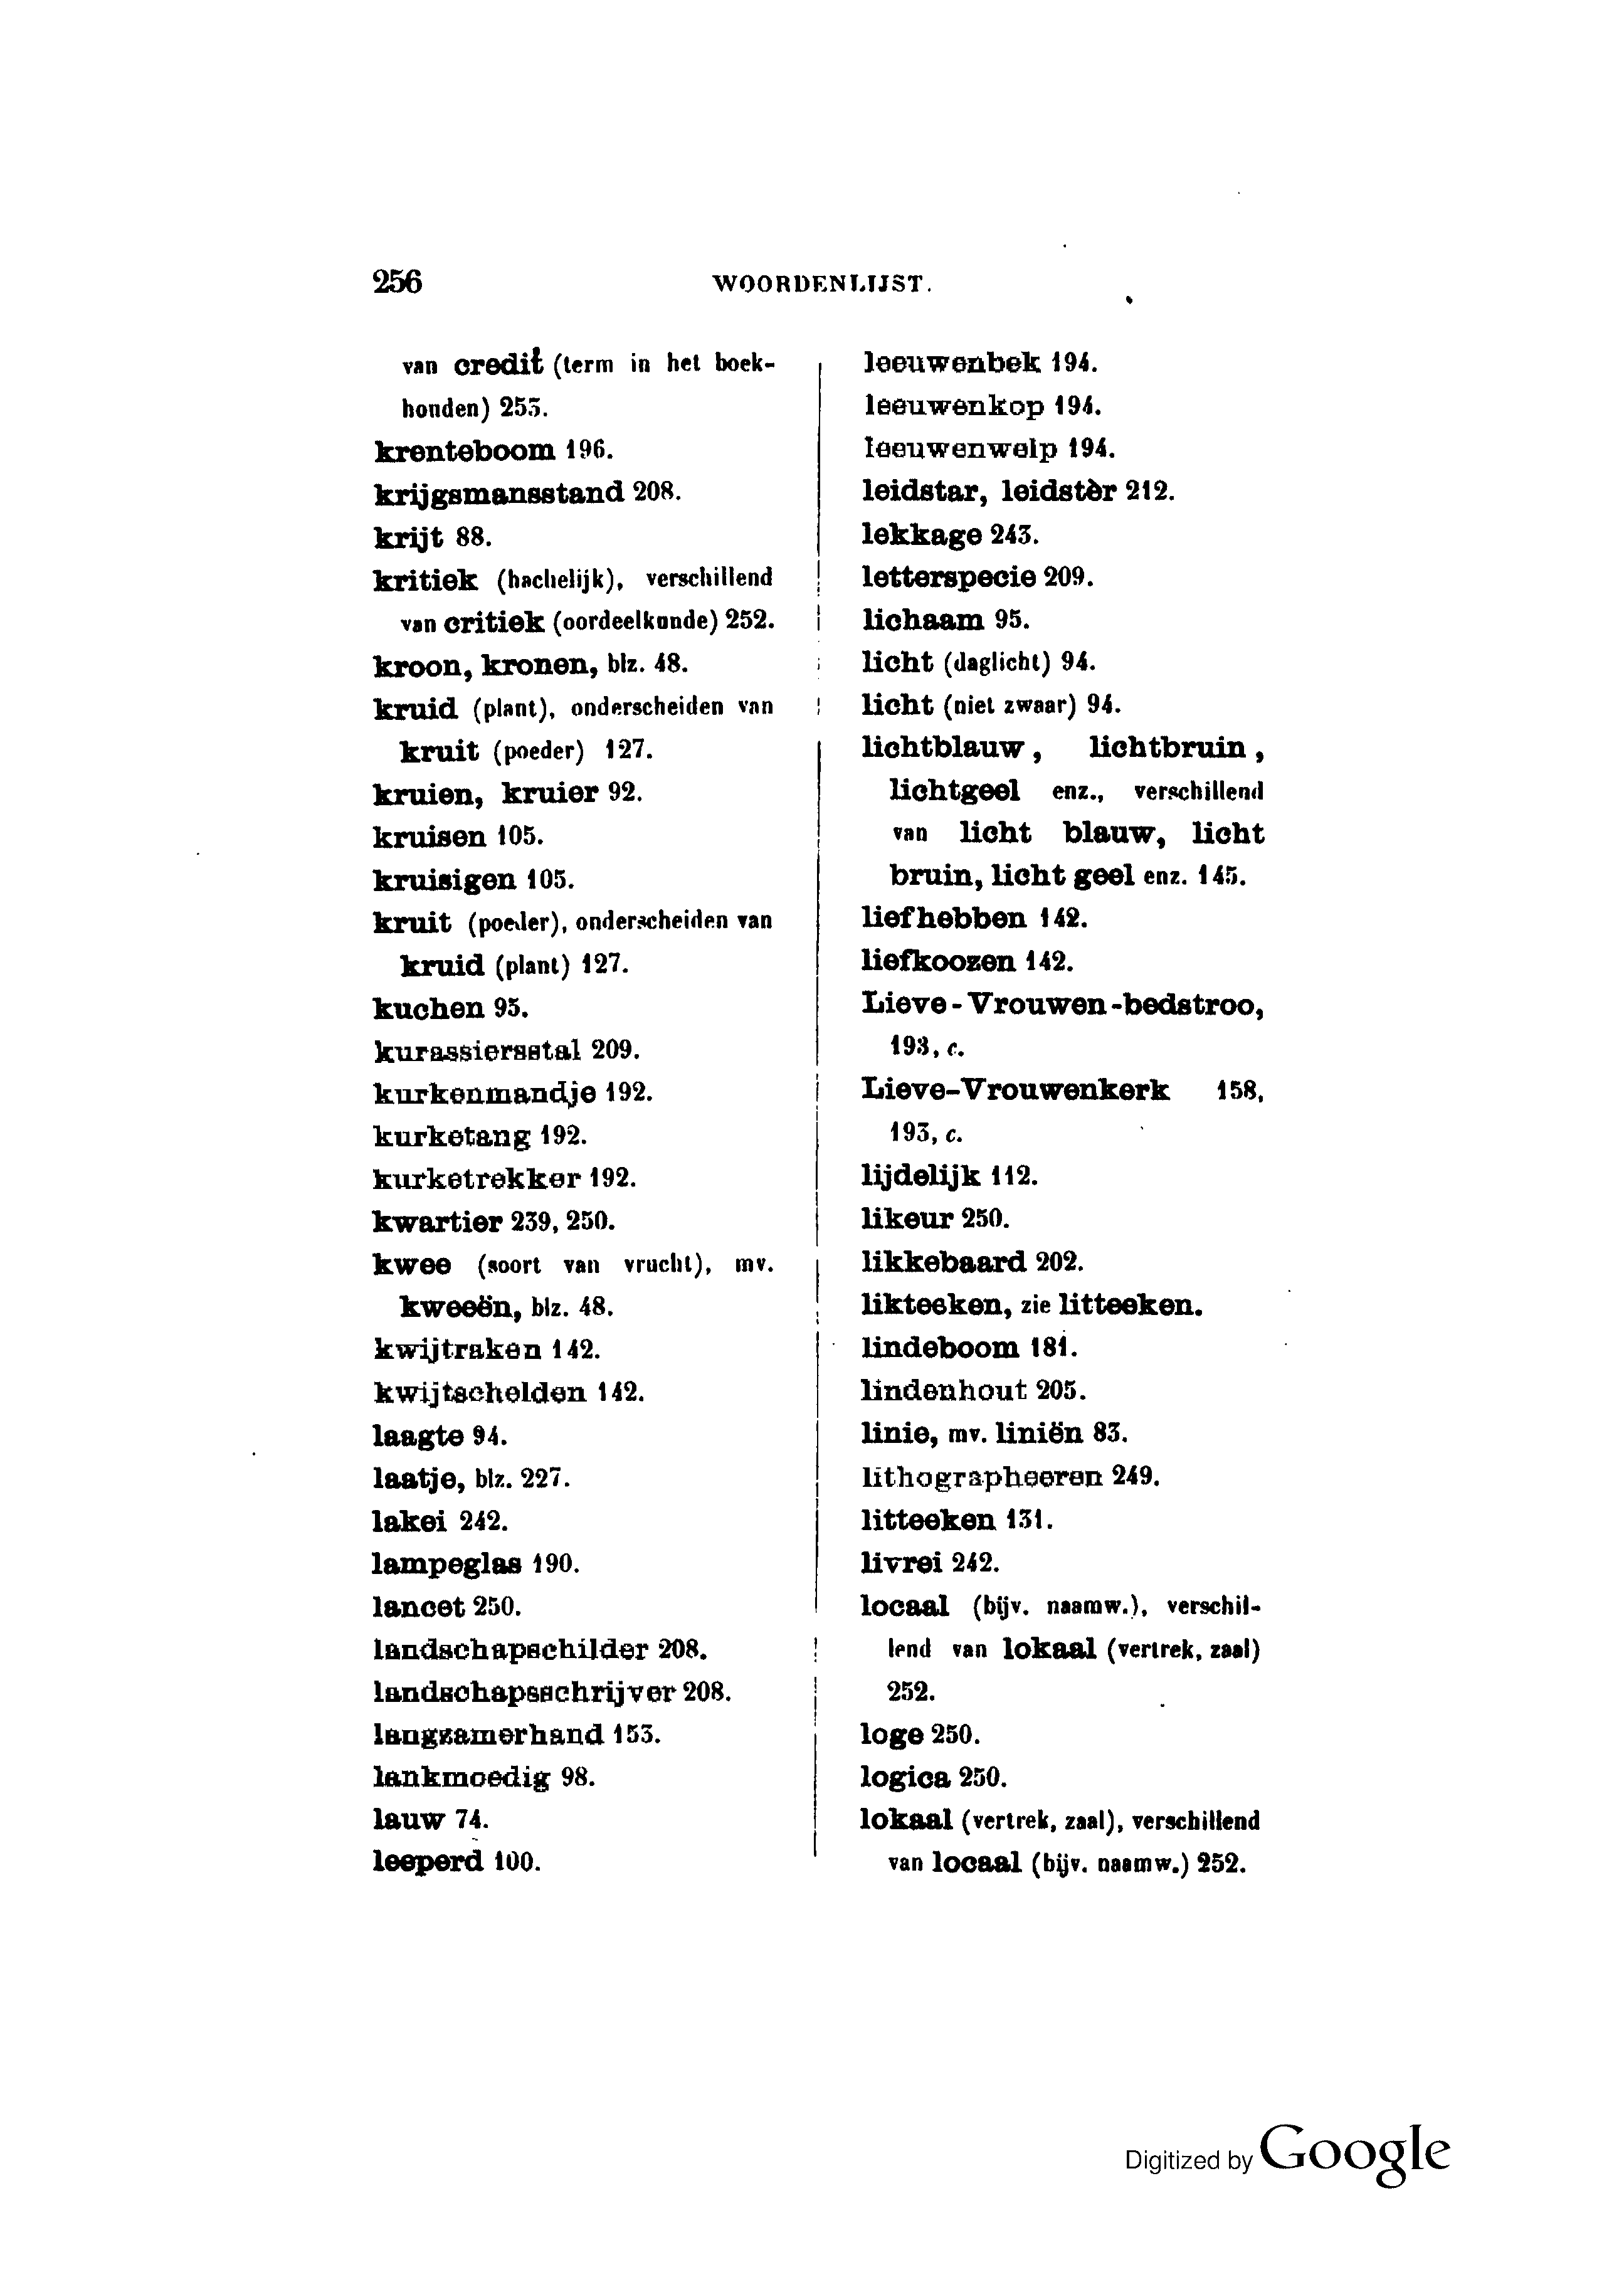 256 WOORDENLIJST.
van credit (term in het boek-
houden) 253.
krenteboom 196.
krijgsmansstand 208.
krijt 88.
kritiek (hachelijk), verschillend
van critiek (oordeelkunde) 252.
kroon, kronen, blz. 48.
kruid (plant), onderscheiden van
kruit (poeder) 127.
kruien, kruier 92.
kruisen 105.
kruisigen 105.
kruit (poeder), onderscheiden van
kruid (plant) 127.
kuchen 95.
kurassiersstal 209.
kurkenmandje 192.
kurketang 192.
kurketrekker 192.
kwartier 239, 250.
kwee (soort van vrucht), mv.
kweeën, blz. 48.
kwijtraken 142.
kwijtschelden 142.
laagte 94.
laatje, blz. 227.
lakei 242.
lampeglas 190.
lancet 250.
landschapschilder 208.
landschapsschrijver 208.
langzamerhand 153.
lankmoedig 98.
lauw 74.
leeperd 100.
leeuwenbek 194.
leeuwenkop 194.
leeuwenwelp 194.
leidstar, leidstèr 212.
lekkage 243.
letterspecie 209.
lichaam 95.
licht (daglicht) 94.
licht (niet zwaar) 94.
lichtblauw, lichtbruin,
lichtgeel enz., verschillend
van licht blauw, licht
bruin, licht geel enz. 145.
liefhebben 142.
liefkoozen 142.
Lieve-Vrouwen-bedstroo,
193, c.
Lieve-Vrouwenkerk 158,
193, c.
lijdelijk 112.
likeur 250.
likkebaard 202.
likteeken, zie litteeken.
lindeboom 181.
lindenhout 205.
linie, mv. liniën 83.
lithographeeren 249.
litteeken 131.
livrei 242.
locaal (bijv. naamw.), verschil-
lend van lokaal (vertrek, zaal)
252.
loge 250.
logica 250.
lokaal (vertrek, zaal), verschillend
van locaal (bijv. naamw.) 252.
Digitized by Google